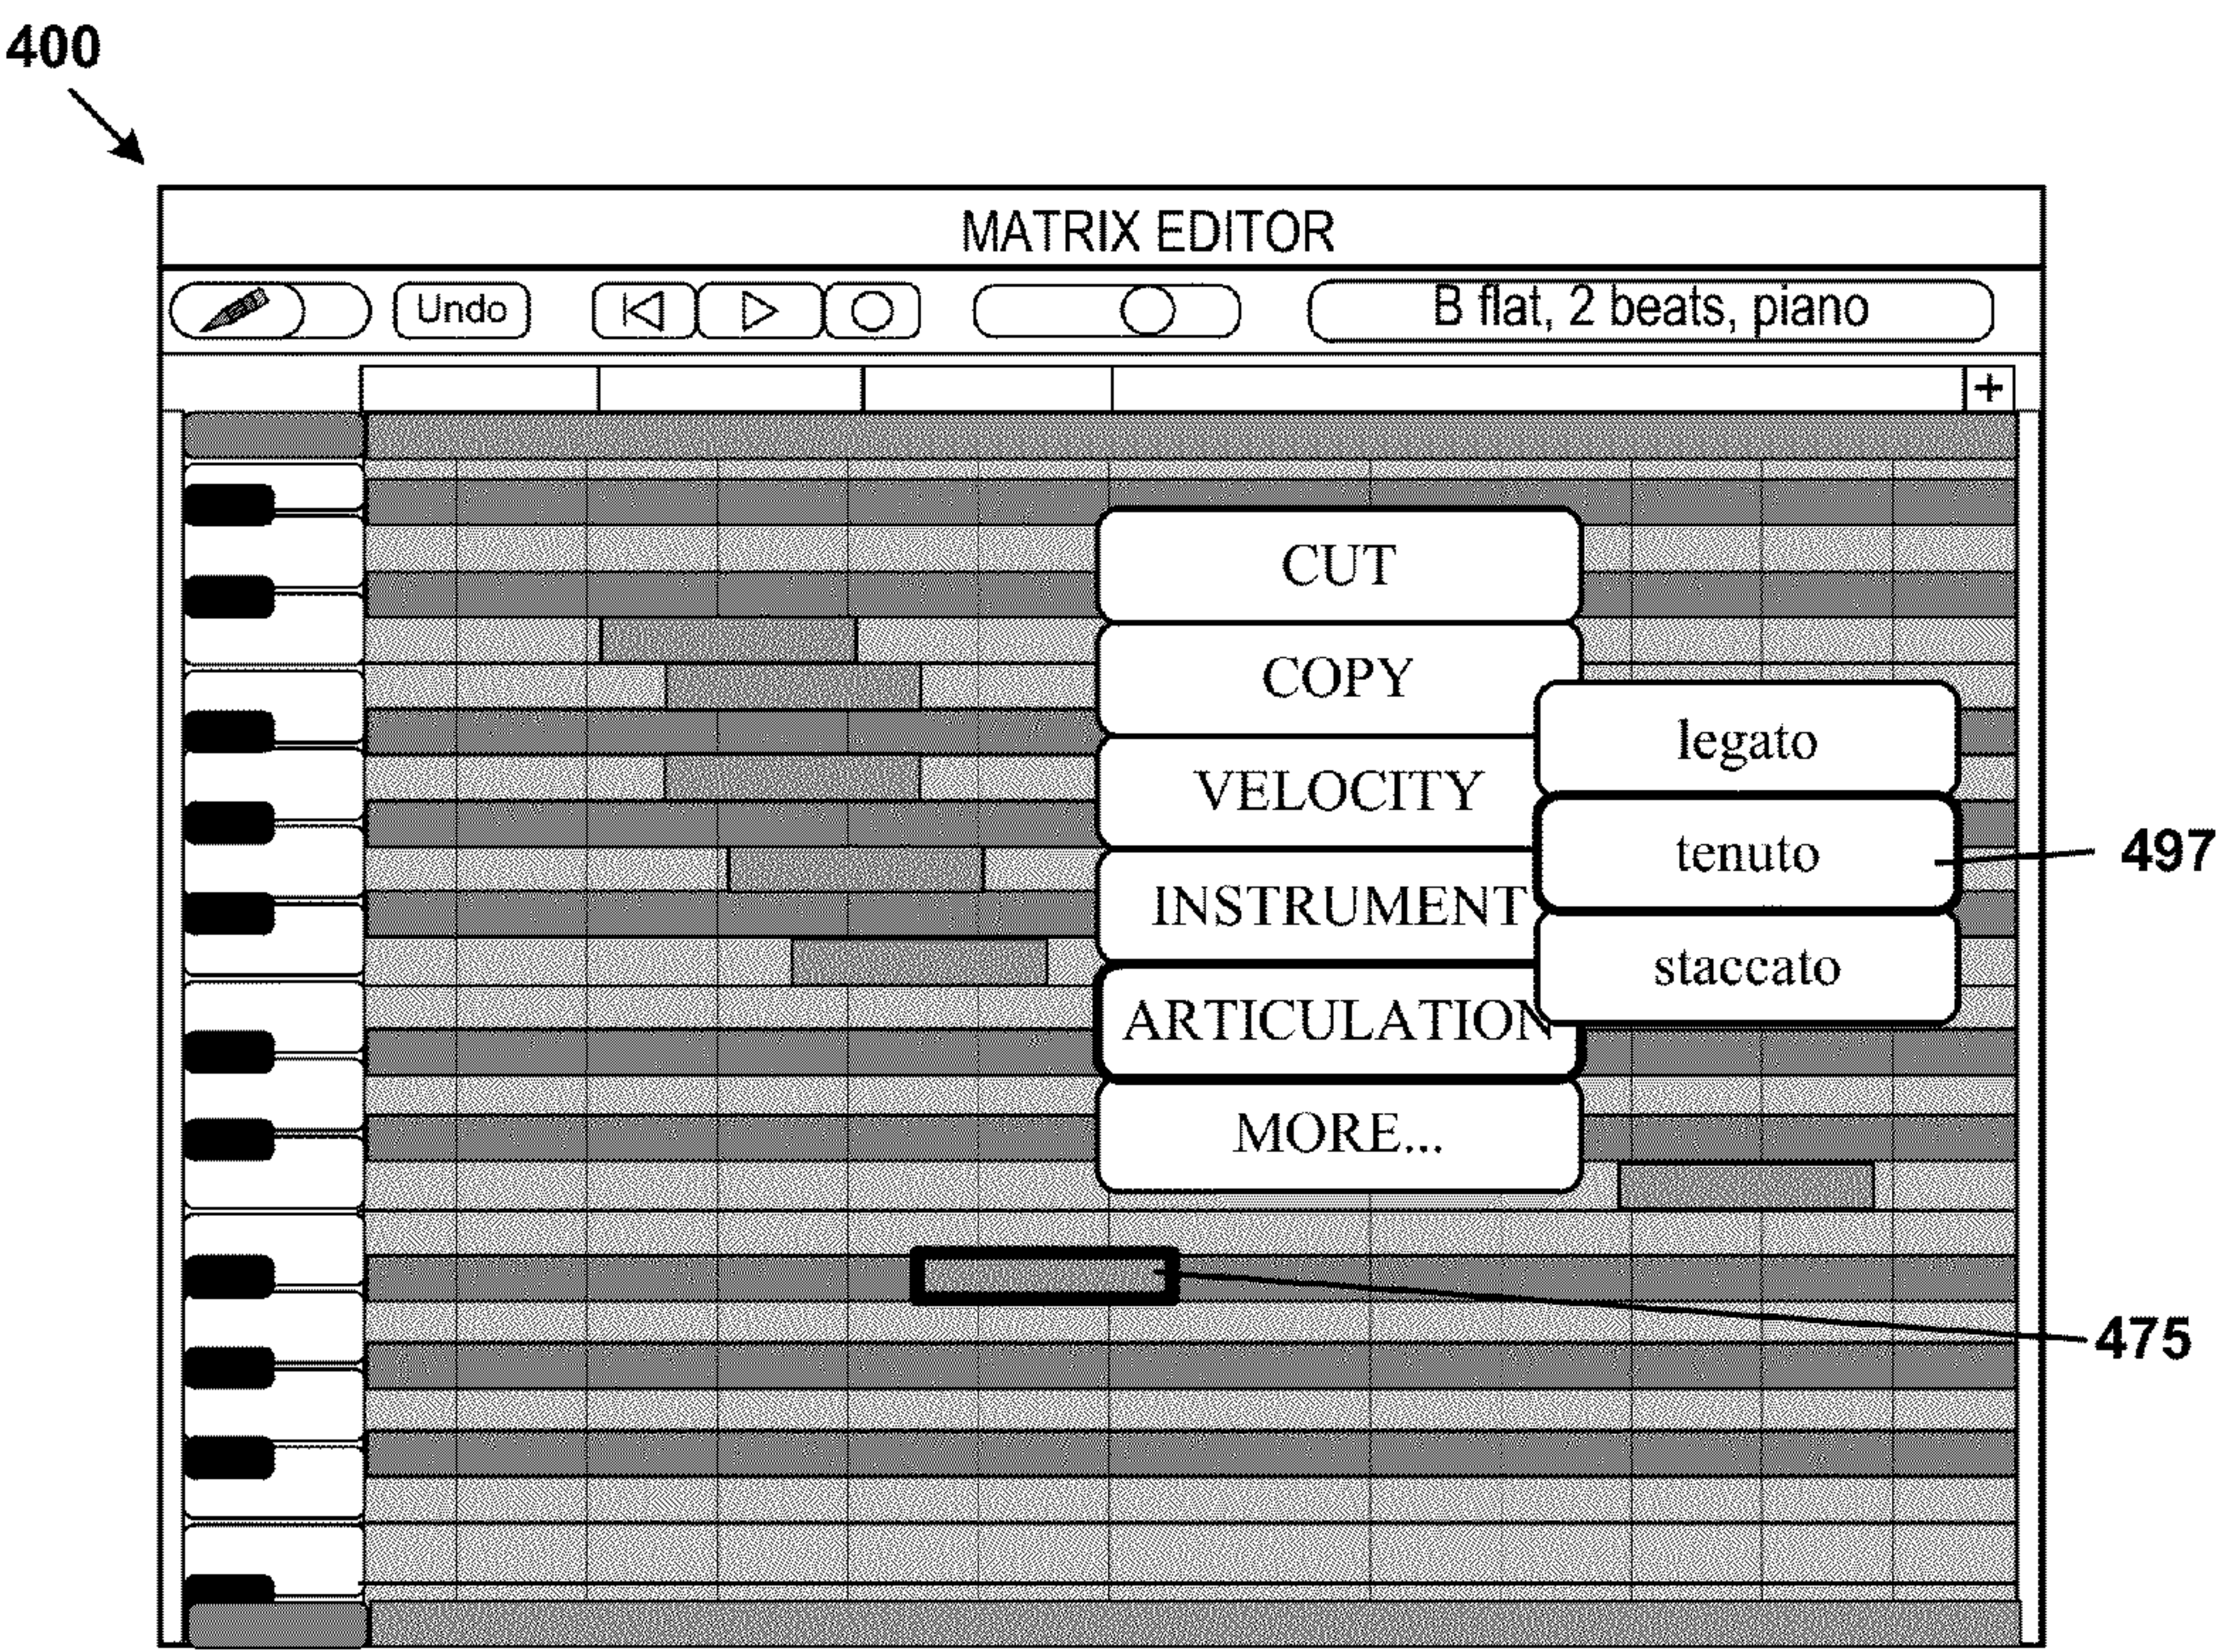 400
MATRIX EDITOR
Undo
B flat, 2 beats, piano
+
CUT
COPY
VELOCITY
INSTRUMENT
ARTICULATION
MORE...
legato
tenuto
staccato
497
475